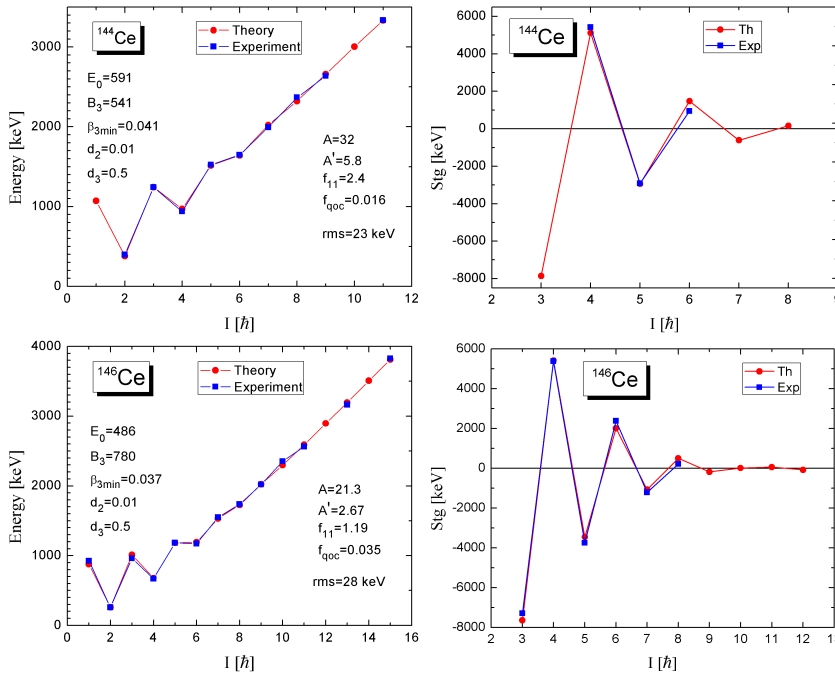 ¹⁴⁴Ce
Theory
Experiment
E₀=591
B₃=541
β₃ₘᵢₙ=0.041
d₂=0.01
d₃=0.5
A=32
A'=5.8
f₁₁=2.4
f_qoc=0.016
rms=23 keV
Energy [keV]
3000
2000
1000
0
0 2 4 6 8 10 12
I [ℏ]
¹⁴⁴Ce
Th
Exp
Stg [keV]
6000
4000
2000
0
-2000
-4000
-6000
-8000
2 3 4 5 6 7 8 9
I [ℏ]
¹⁴⁶Ce
Theory
Experiment
E₀=486
B₃=780
β₃ₘᵢₙ=0.037
d₂=0.01
d₃=0.5
A=21.3
A'=2.67
f₁₁=1.19
f_qoc=0.035
rms=28 keV
Energy [keV]
4000
3000
2000
1000
0
0 2 4 6 8 10 12 14 16
I [ℏ]
¹⁴⁶Ce
Th
Exp
Stg [keV]
6000
4000
2000
0
-2000
-4000
-6000
-8000
2 3 4 5 6 7 8 9 10 11 12 13
I [ℏ]